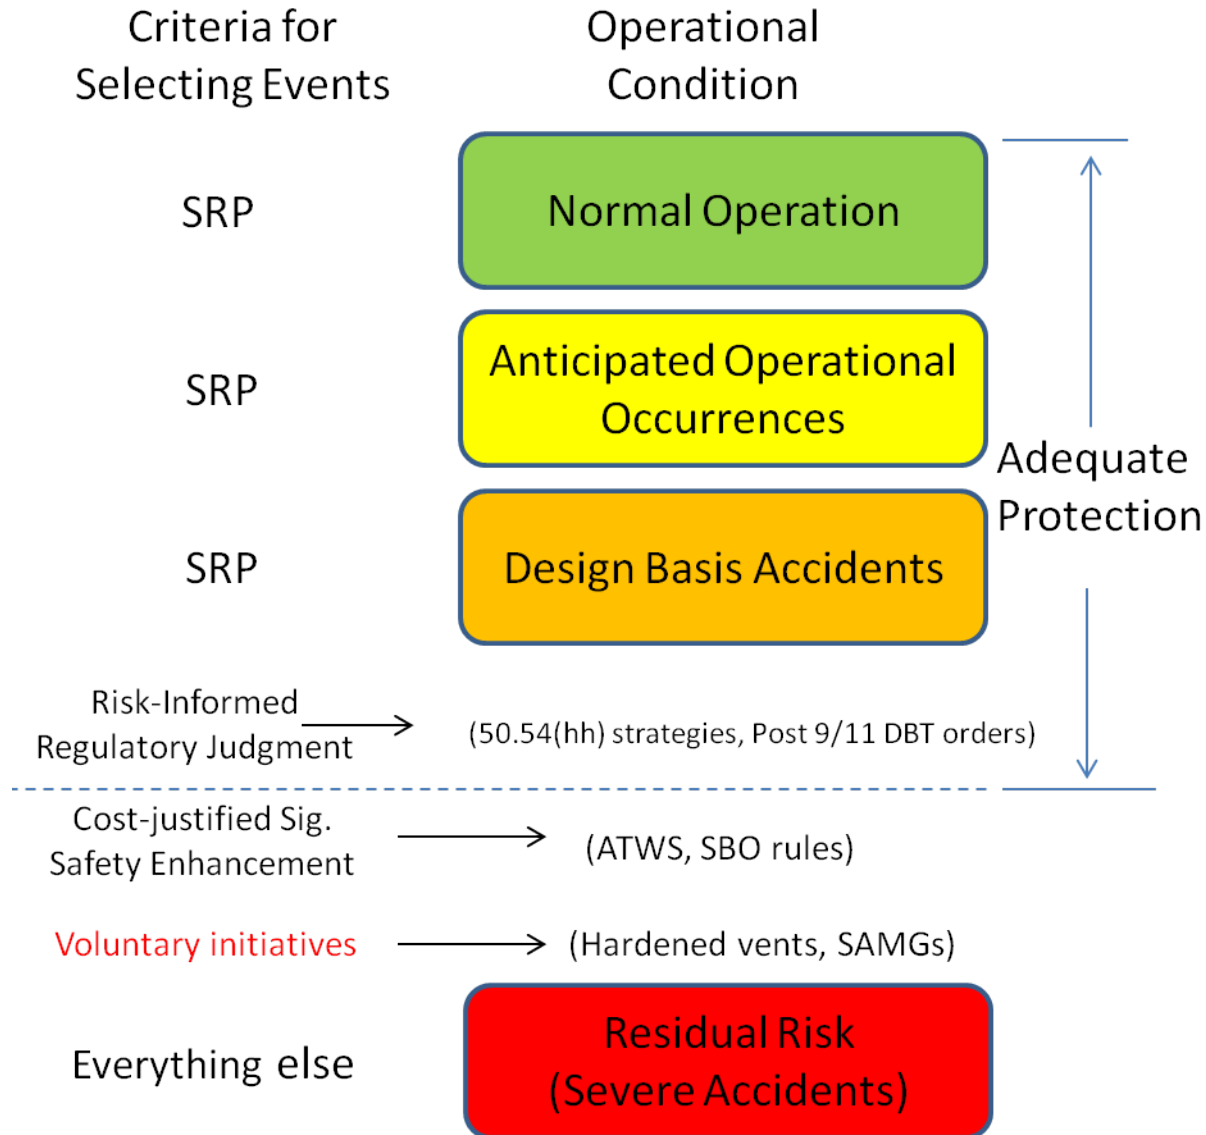 Criteria for
Selecting Events
Operational
Condition
SRP
Normal Operation
SRP
Anticipated Operational
Occurrences
Adequate
Protection
SRP
Design Basis Accidents
Risk-Informed
Regulatory Judgment
(50.54(hh) strategies, Post 9/11 DBT orders)
Cost-justified Sig.
Safety Enhancement
(ATWS, SBO rules)
Voluntary initiatives
(Hardened vents, SAMGs)
Everything else
Residual Risk
(Severe Accidents)